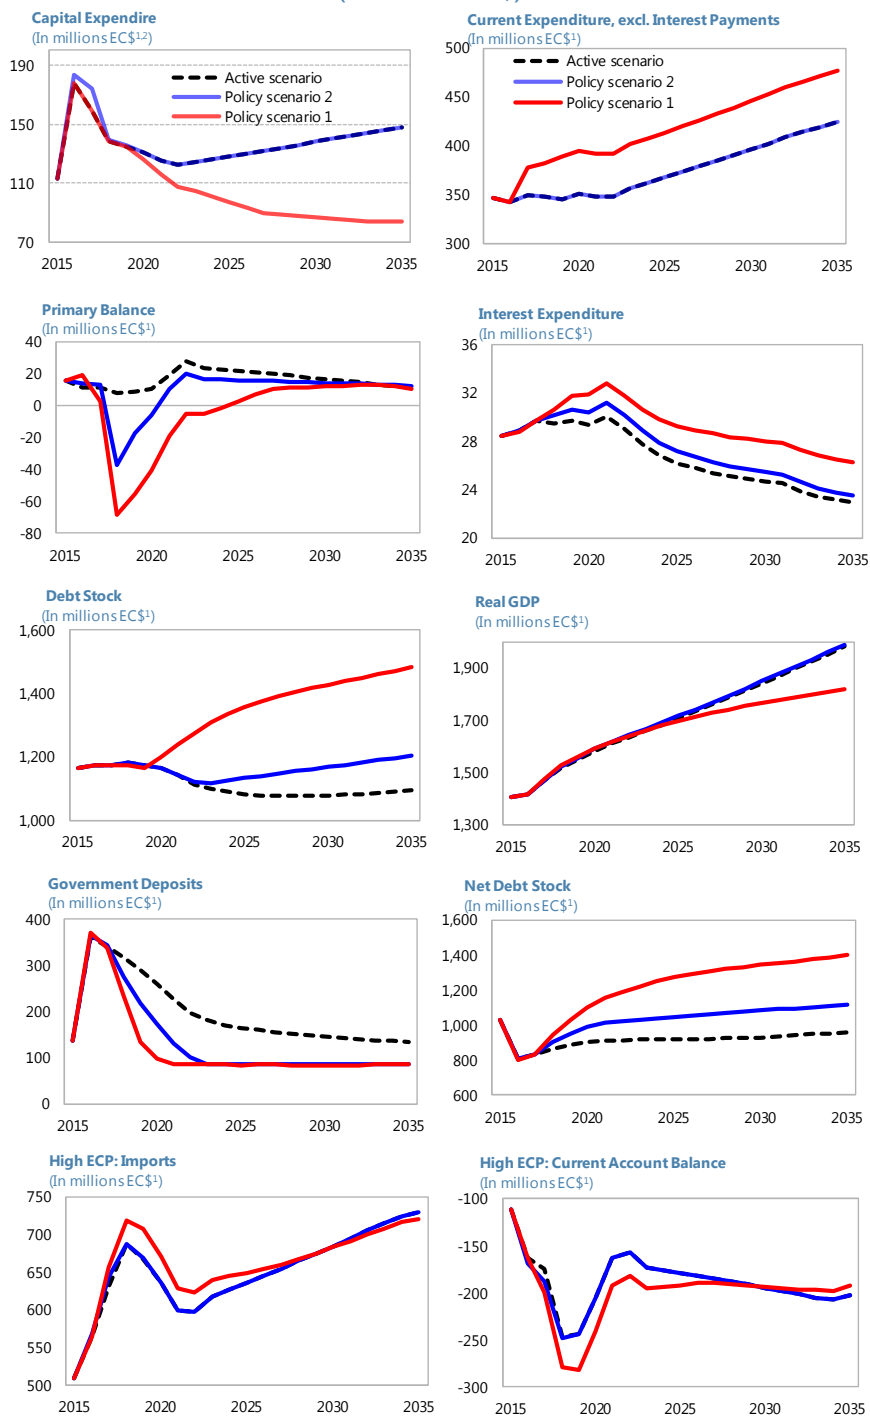 Capital Expendire
(In millions EC$1,2)
190
150
110
70
Active scenario
Policy scenario 2
Policy scenario 1
2015 2020 2025 2030 2035
Current Expenditure, excl. Interest Payments
(In millions EC$1)
500
450
400
350
300
Active scenario
Policy scenario 2
Policy scenario 1
2015 2020 2025 2030 2035
Primary Balance
(In millions EC$1)
40
20
0
-20
-40
-60
-80
2015 2020 2025 2030 2035
Interest Expenditure
(In millions EC$1)
36
32
28
24
20
2015 2020 2025 2030 2035
Debt Stock
(In millions EC$1)
1,600
1,400
1,200
1,000
2015 2020 2025 2030 2035
Real GDP
(In millions EC$1)
1,900
1,700
1,500
1,300
2015 2020 2025 2030 2035
Government Deposits
(In millions EC$1)
400
300
200
100
0
2015 2020 2025 2030 2035
Net Debt Stock
(In millions EC$1)
1,600
1,400
1,200
1,000
800
600
2015 2020 2025 2030 2035
High ECP: Imports
(In millions EC$1)
750
700
650
600
550
500
2015 2020 2025 2030 2035
High ECP: Current Account Balance
(In millions EC$1)
-100
-150
-200
-250
-300
2015 2020 2025 2030 2035